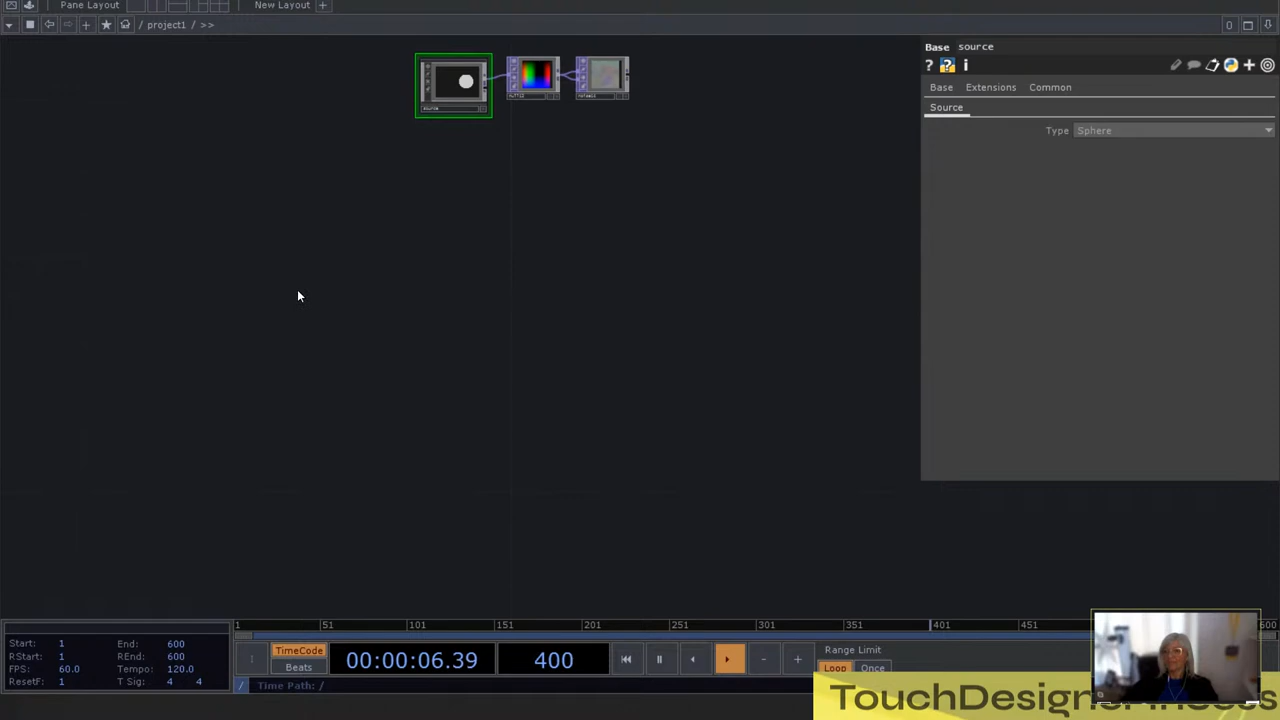 Pane Layout New Layout +
/ project1 / >> 0
Base source
? ? i
Base Extensions Common
Source
Type Sphere
source
1 51 101 151 201 251 301 351 401 451 600
Start: 1 End: 600
RStart: 1 REnd: 600
FPS: 60.0 Tempo: 120.0
ResetF: 1 T Sig: 4 4
TimeCode
Beats
00:00:06.39 400
- +
Range Limit
Loop Once
/ Time Path: /